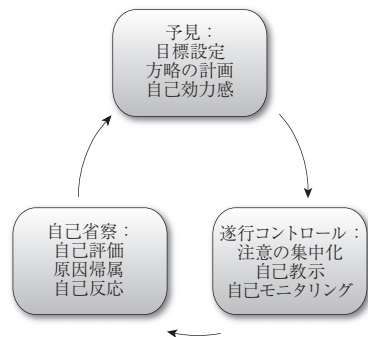 予見：
目標設定
方略の計画
自己効力感
遂行コントロール：
注意の集中化
自己教示
自己モニタリング
自己省察：
自己評価
原因帰属
自己反応